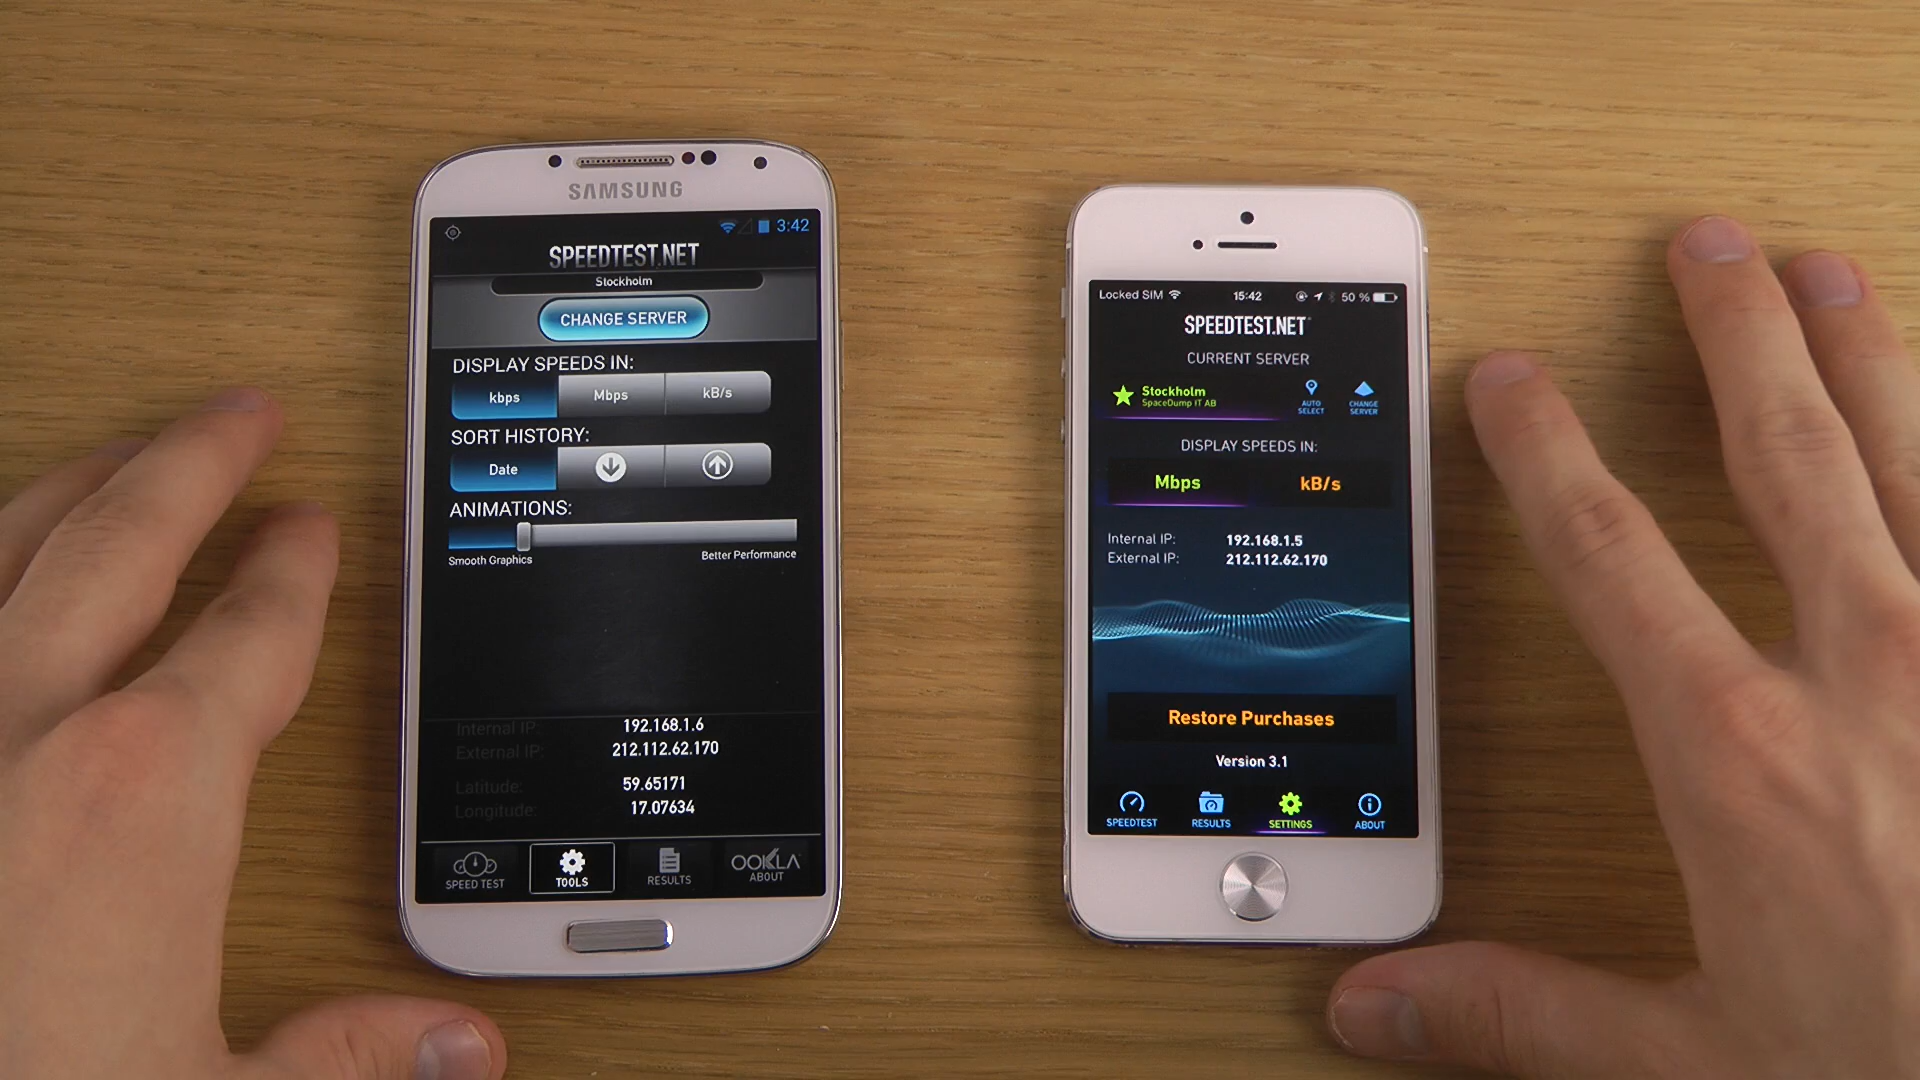 SAMSUNG
3:42
SPEEDTEST.NET
Stockholm
CHANGE SERVER
DISPLAY SPEEDS IN:
kbps Mbps kB/s
SORT HISTORY:
Date
ANIMATIONS:
Smooth Graphics Better Performance
Internal IP: 192.168.1.6
External IP: 212.112.62.170
Latitude: 59.65171
Longitude: 17.07634
SPEED TEST TOOLS RESULTS OOKLA ABOUT
Locked SIM 15:42 50 %
SPEEDTEST.NET
CURRENT SERVER
Stockholm
SpaceDump IT AB
AUTO SELECT
CHANGE SERVER
DISPLAY SPEEDS IN:
Mbps kB/s
Internal IP: 192.168.1.5
External IP: 212.112.62.170
Restore Purchases
Version 3.1
SPEEDTEST RESULTS SETTINGS ABOUT